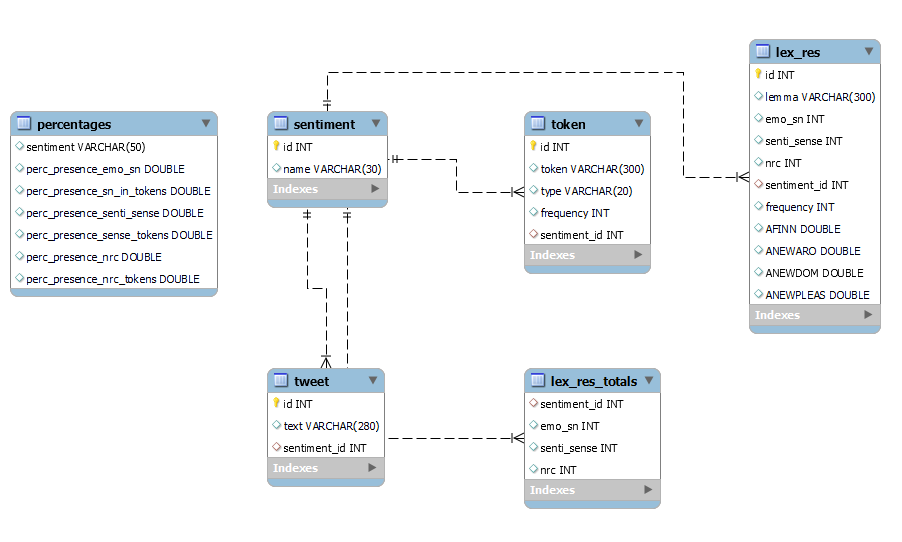 percentages
sentiment VARCHAR(50)
perc_presence_emo_sn DOUBLE
perc_presence_sn_in_tokens DOUBLE
perc_presence_senti_sense DOUBLE
perc_presence_sense_tokens DOUBLE
perc_presence_nrc DOUBLE
perc_presence_nrc_tokens DOUBLE
sentiment
id INT
name VARCHAR(30)
Indexes
token
id INT
token VARCHAR(300)
type VARCHAR(20)
frequency INT
sentiment_id INT
Indexes
lex_res
id INT
lemma VARCHAR(300)
emo_sn INT
senti_sense INT
nrc INT
sentiment_id INT
frequency INT
AFINN DOUBLE
ANEWARO DOUBLE
ANEWDOM DOUBLE
ANEWPLEAS DOUBLE
Indexes
tweet
id INT
text VARCHAR(280)
sentiment_id INT
Indexes
lex_res_totals
sentiment_id INT
emo_sn INT
senti_sense INT
nrc INT
Indexes